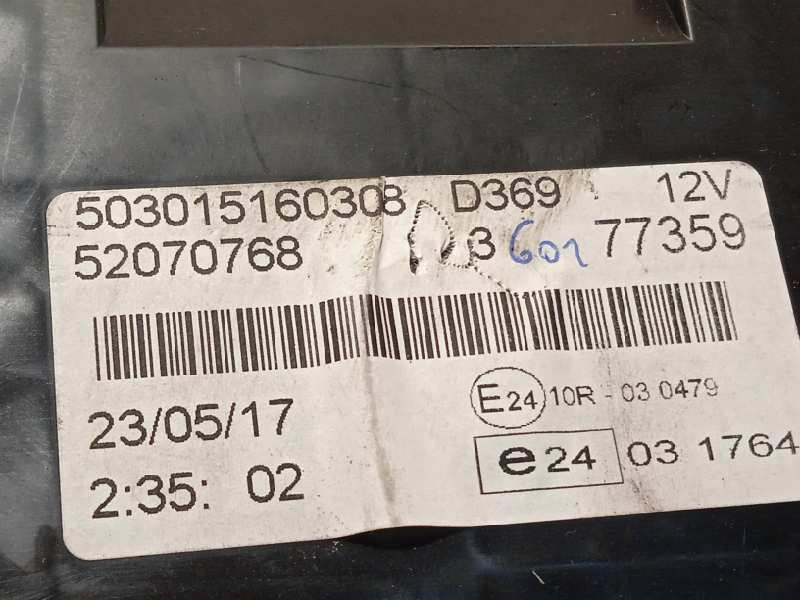 503015160308 D369 12V
52070768 3 601 77359
E24 10R - 03 0479
23/05/17
e24 03 1764
2:35: 02